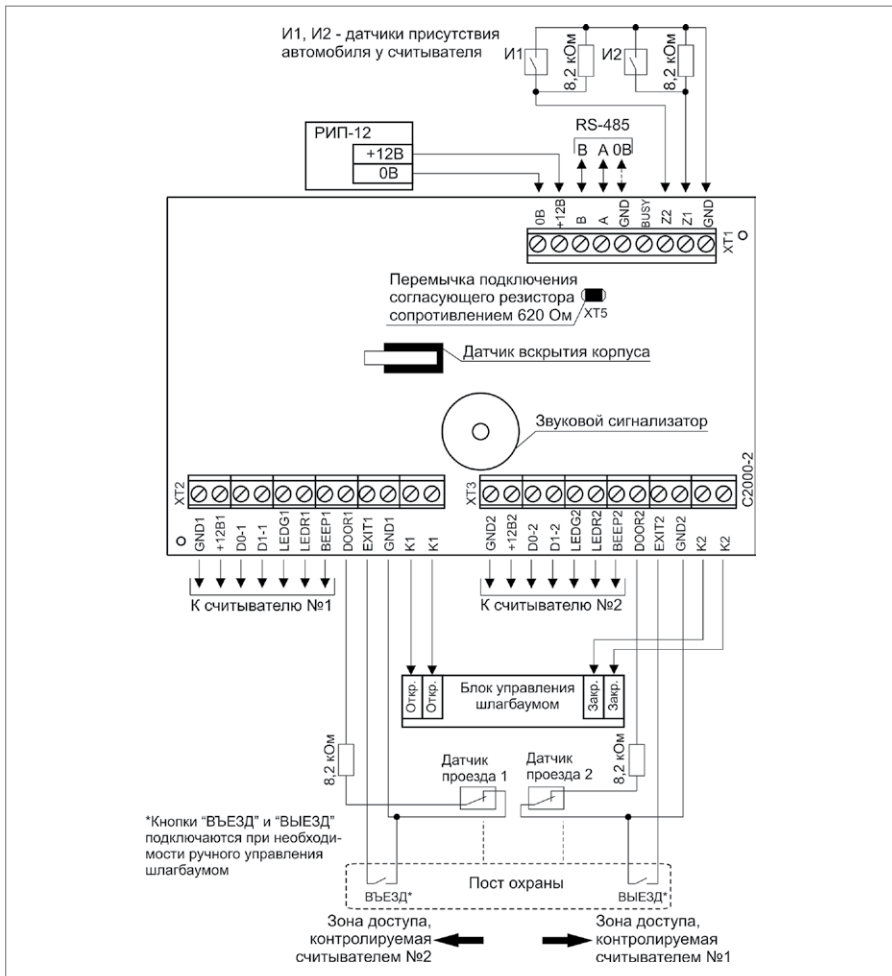 И1, И2 - датчики присутствия
автомобиля у считывателя
И1
8,2 кОм
И2
8,2 кОм
RS-485
B A 0В
РИП-12
+12В
0В
0В
+12В
B
A
GND
BUSY
Z2
Z1
GND
XT1
Перемычка подключения
согласующего резистора
сопротивлением 620 Ом
XT5
Датчик вскрытия корпуса
Звуковой сигнализатор
XT2
XT3
С2000-2
GND1
+12В1
D0-1
D1-1
LEDG1
LEDR1
BEEP1
DOOR1
EXIT1
GND1
K1
K1
GND2
+12В2
D0-2
D1-2
LEDG2
LEDR2
BEEP2
DOOR2
EXIT2
GND2
K2
K2
К считывателю №1
К считывателю №2
Откр.
Откр.
Блок управления
шлагбаумом
Закр.
Закр.
8,2 кОм
Датчик
проезда 1
Датчик
проезда 2
8,2 кОм
*Кнопки “ВЪЕЗД” и “ВЫЕЗД”
подключаются при необходи-
мости ручного управления
шлагбаумом
Пост охраны
ВЪЕЗД*
ВЫЕЗД*
Зона доступа,
контролируемая
считывателем №2
Зона доступа,
контролируемая
считывателем №1